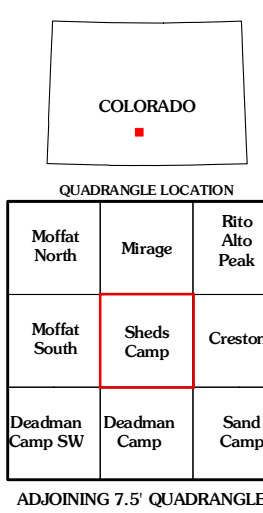 COLORADO
QUADRANGLE LOCATION
Moffat North
Mirage
Rito Alto Peak
Moffat South
Sheds Camp
Creston
Deadman Camp SW
Deadman Camp
Sand Camp
ADJOINING 7.5' QUADRANGLE